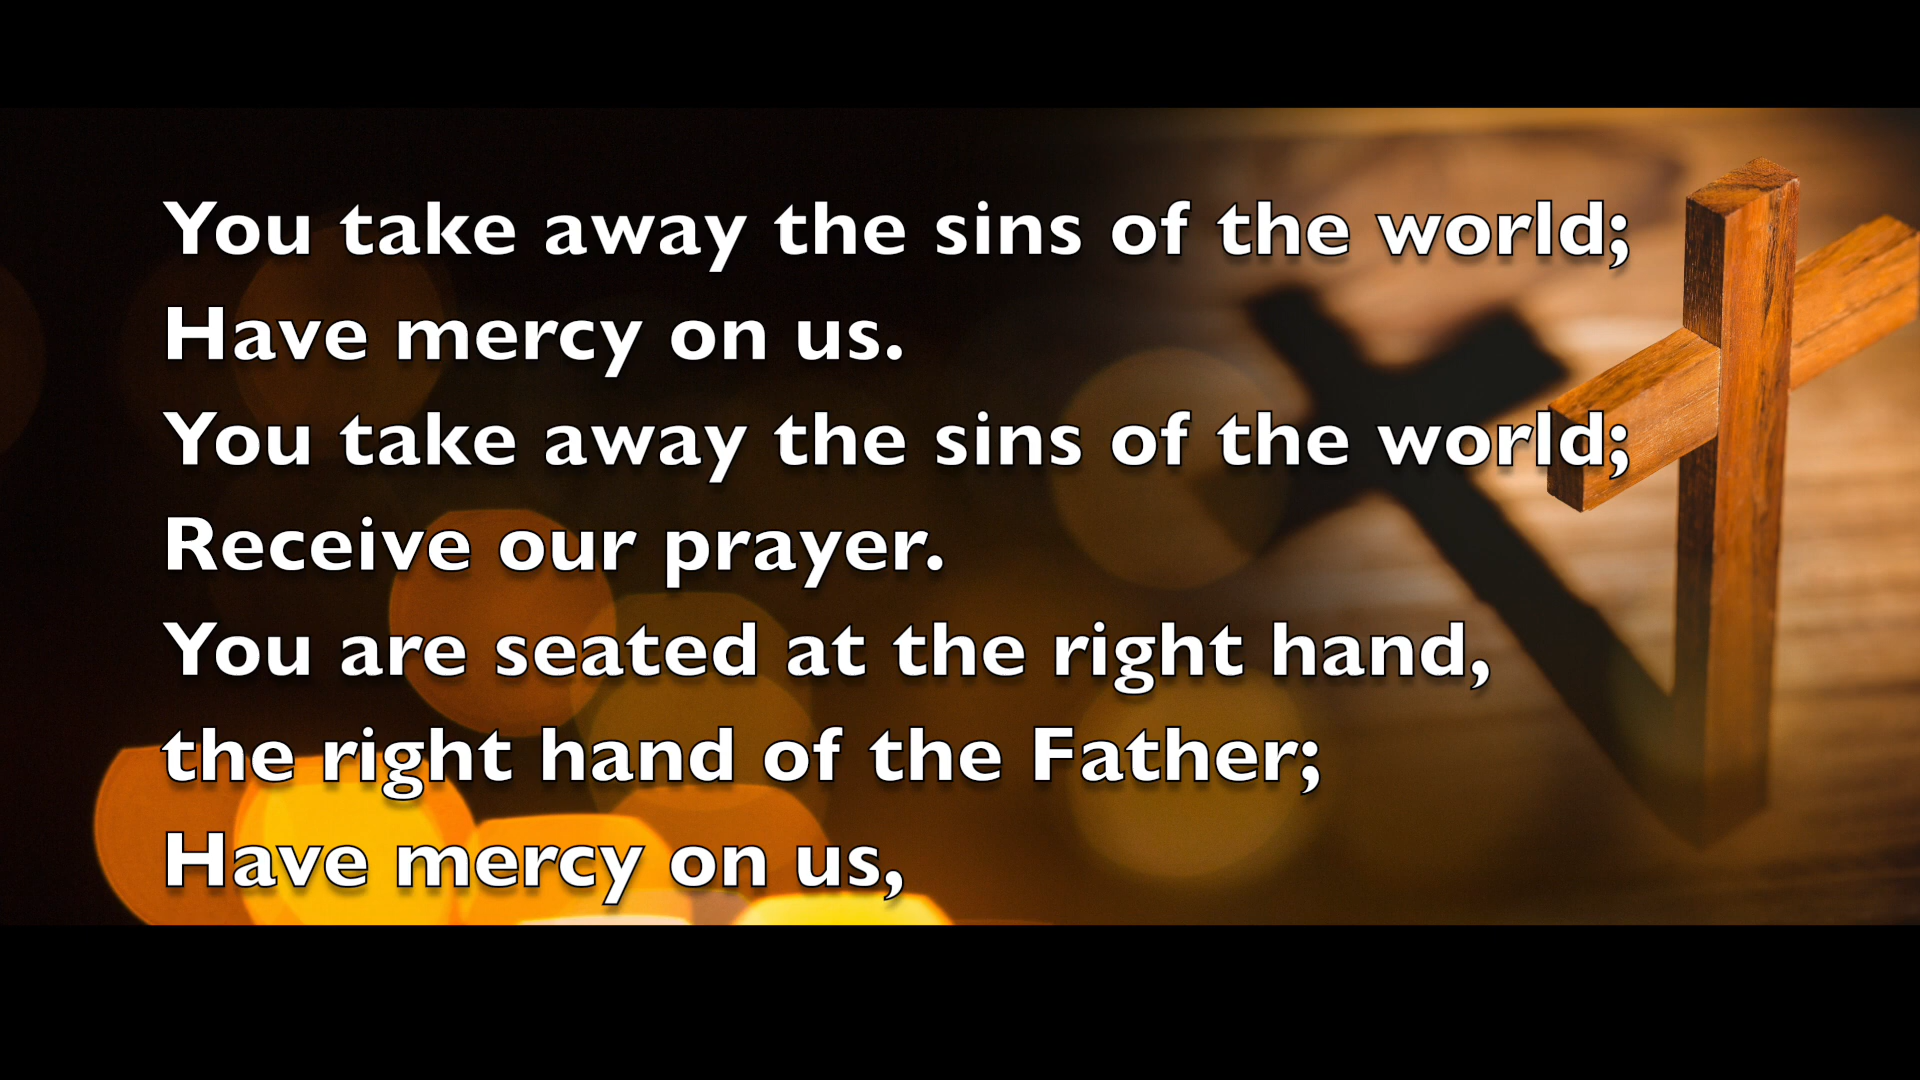 You take away the sins of the world;
Have mercy on us.
You take away the sins of the world;
Receive our prayer.
You are seated at the right hand,
the right hand of the Father;
Have mercy on us,